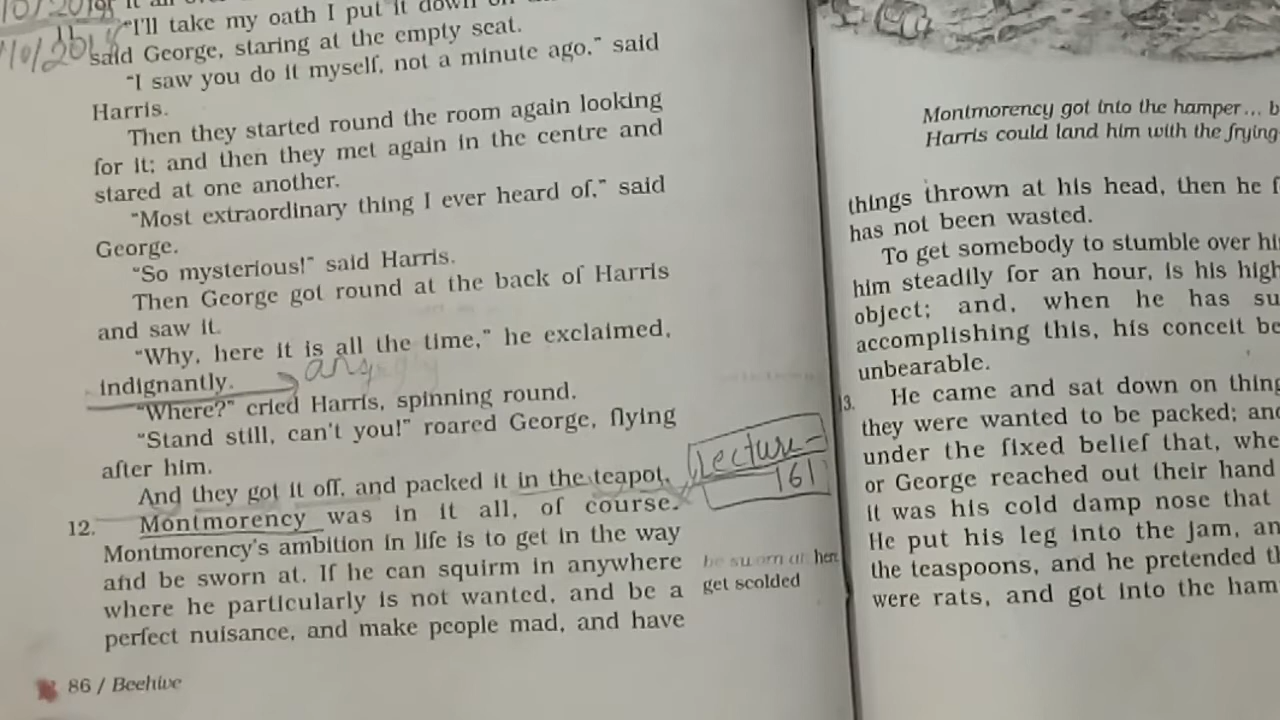 "I'll take my oath I put it down on
said George, staring at the empty seat.
"I saw you do it myself, not a minute ago," said
Harris.
Then they started round the room again looking
for it; and then they met again in the centre and
stared at one another.
"Most extraordinary thing I ever heard of," said
George.
"So mysterious!" said Harris.
Then George got round at the back of Harris
and saw it.
"Why, here it is all the time," he exclaimed,
indignantly.
angrily
"Where?" cried Harris, spinning round.
"Stand still, can't you!" roared George, flying
after him.
And they got it off, and packed it in the teapot.
Lecture-
161
12. Montmorency was in it all, of course.
Montmorency's ambition in life is to get in the way
and be sworn at. If he can squirm in anywhere
where he particularly is not wanted, and be a
perfect nuisance, and make people mad, and have
be sworn at: here,
get scolded
86 / Beehive
Montmorency got into the hamper... b
Harris could land him with the frying
things thrown at his head, then he f
has not been wasted.
To get somebody to stumble over hi
him steadily for an hour, is his high
object; and, when he has su
accomplishing this, his conceit be
unbearable.
13. He came and sat down on thing
they were wanted to be packed; and
under the fixed belief that, whe
or George reached out their hand
it was his cold damp nose that
He put his leg into the jam, an
the teaspoons, and he pretended th
were rats, and got into the ham